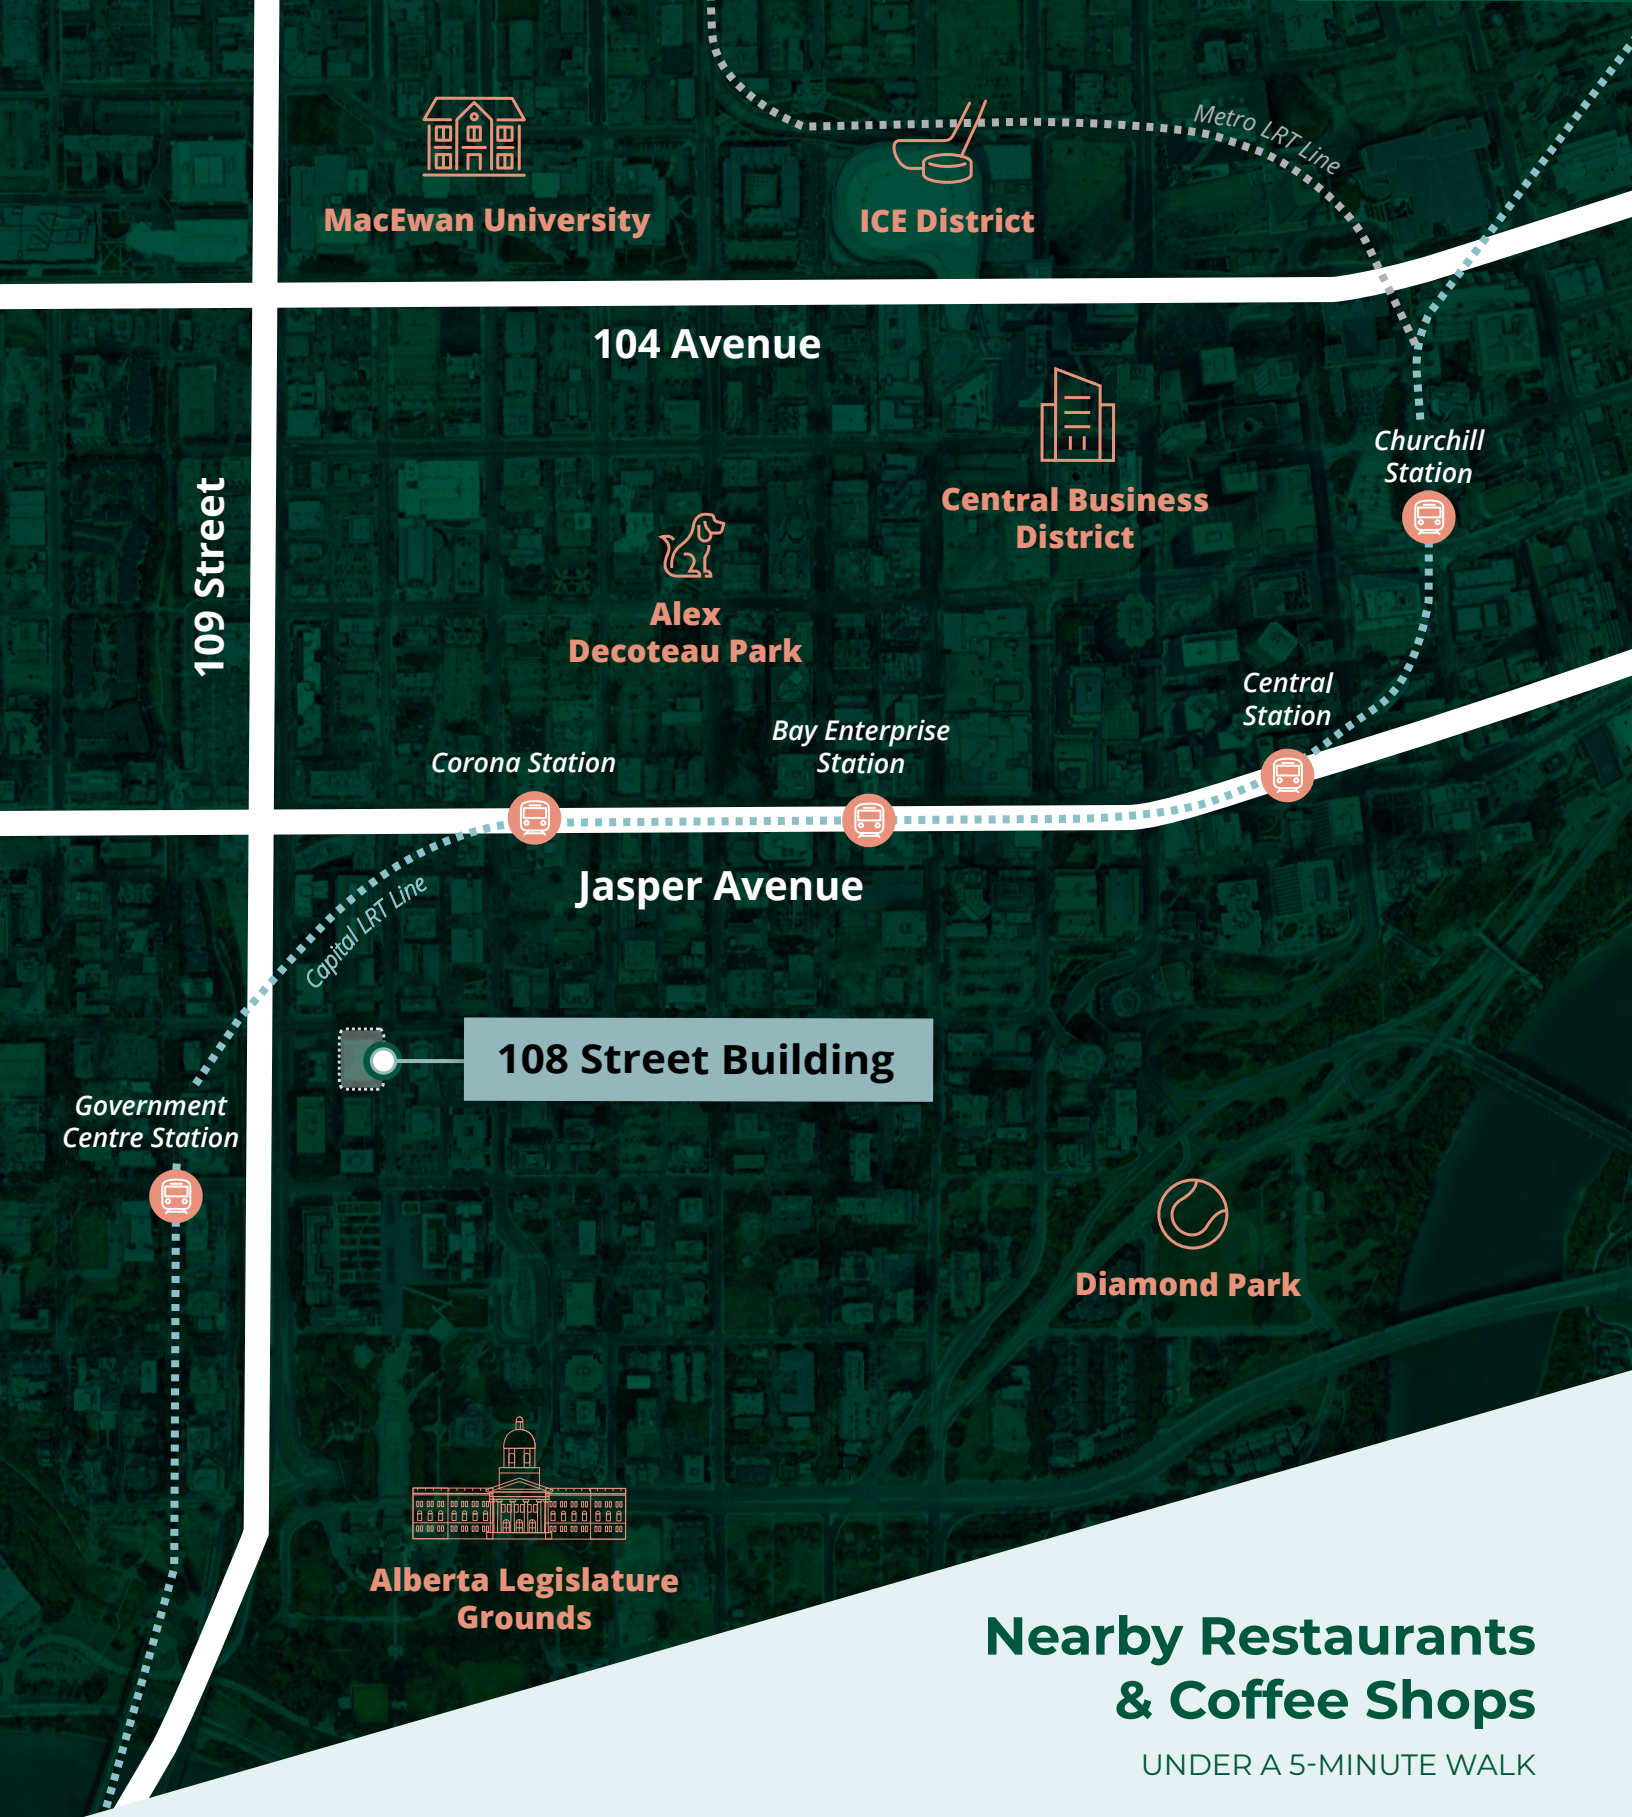 Metro LRT Line
MacEwan University
ICE District
104 Avenue
Churchill
Station
Central Business
District
109 Street
Alex
Decoteau Park
Central
Station
Bay Enterprise
Station
Corona Station
Jasper Avenue
Capital LRT Line
108 Street Building
Government
Centre Station
Diamond Park
Alberta Legislature
Grounds
Nearby Restaurants
& Coffee Shops
UNDER A 5-MINUTE WALK